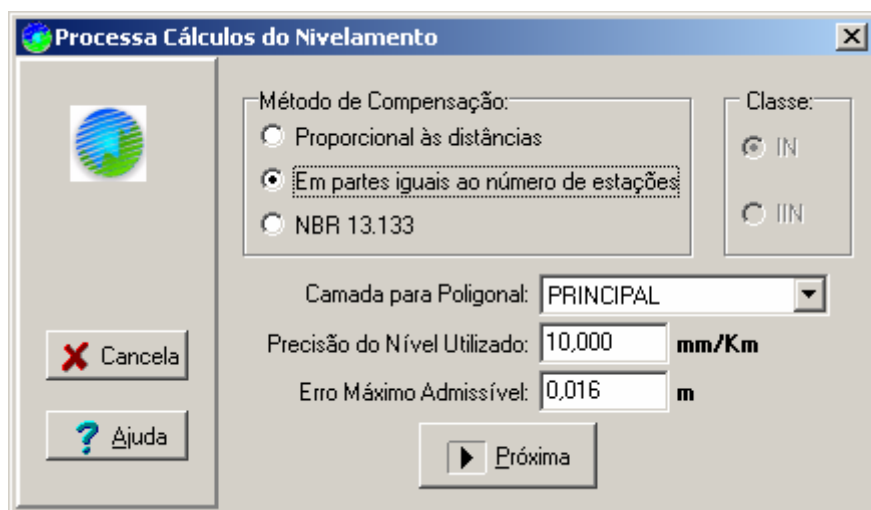 Processa Cálculos do Nivelamento
Método de Compensação:
Proporcional às distâncias
Em partes iguais ao número de estações
NBR 13.133
Classe:
IN
IIN
Camada para Poligonal: PRINCIPAL
Precisão do Nível Utilizado: 10,000 mm/Km
Erro Máximo Admissível: 0,016 m
Cancela
Ajuda
Próxima